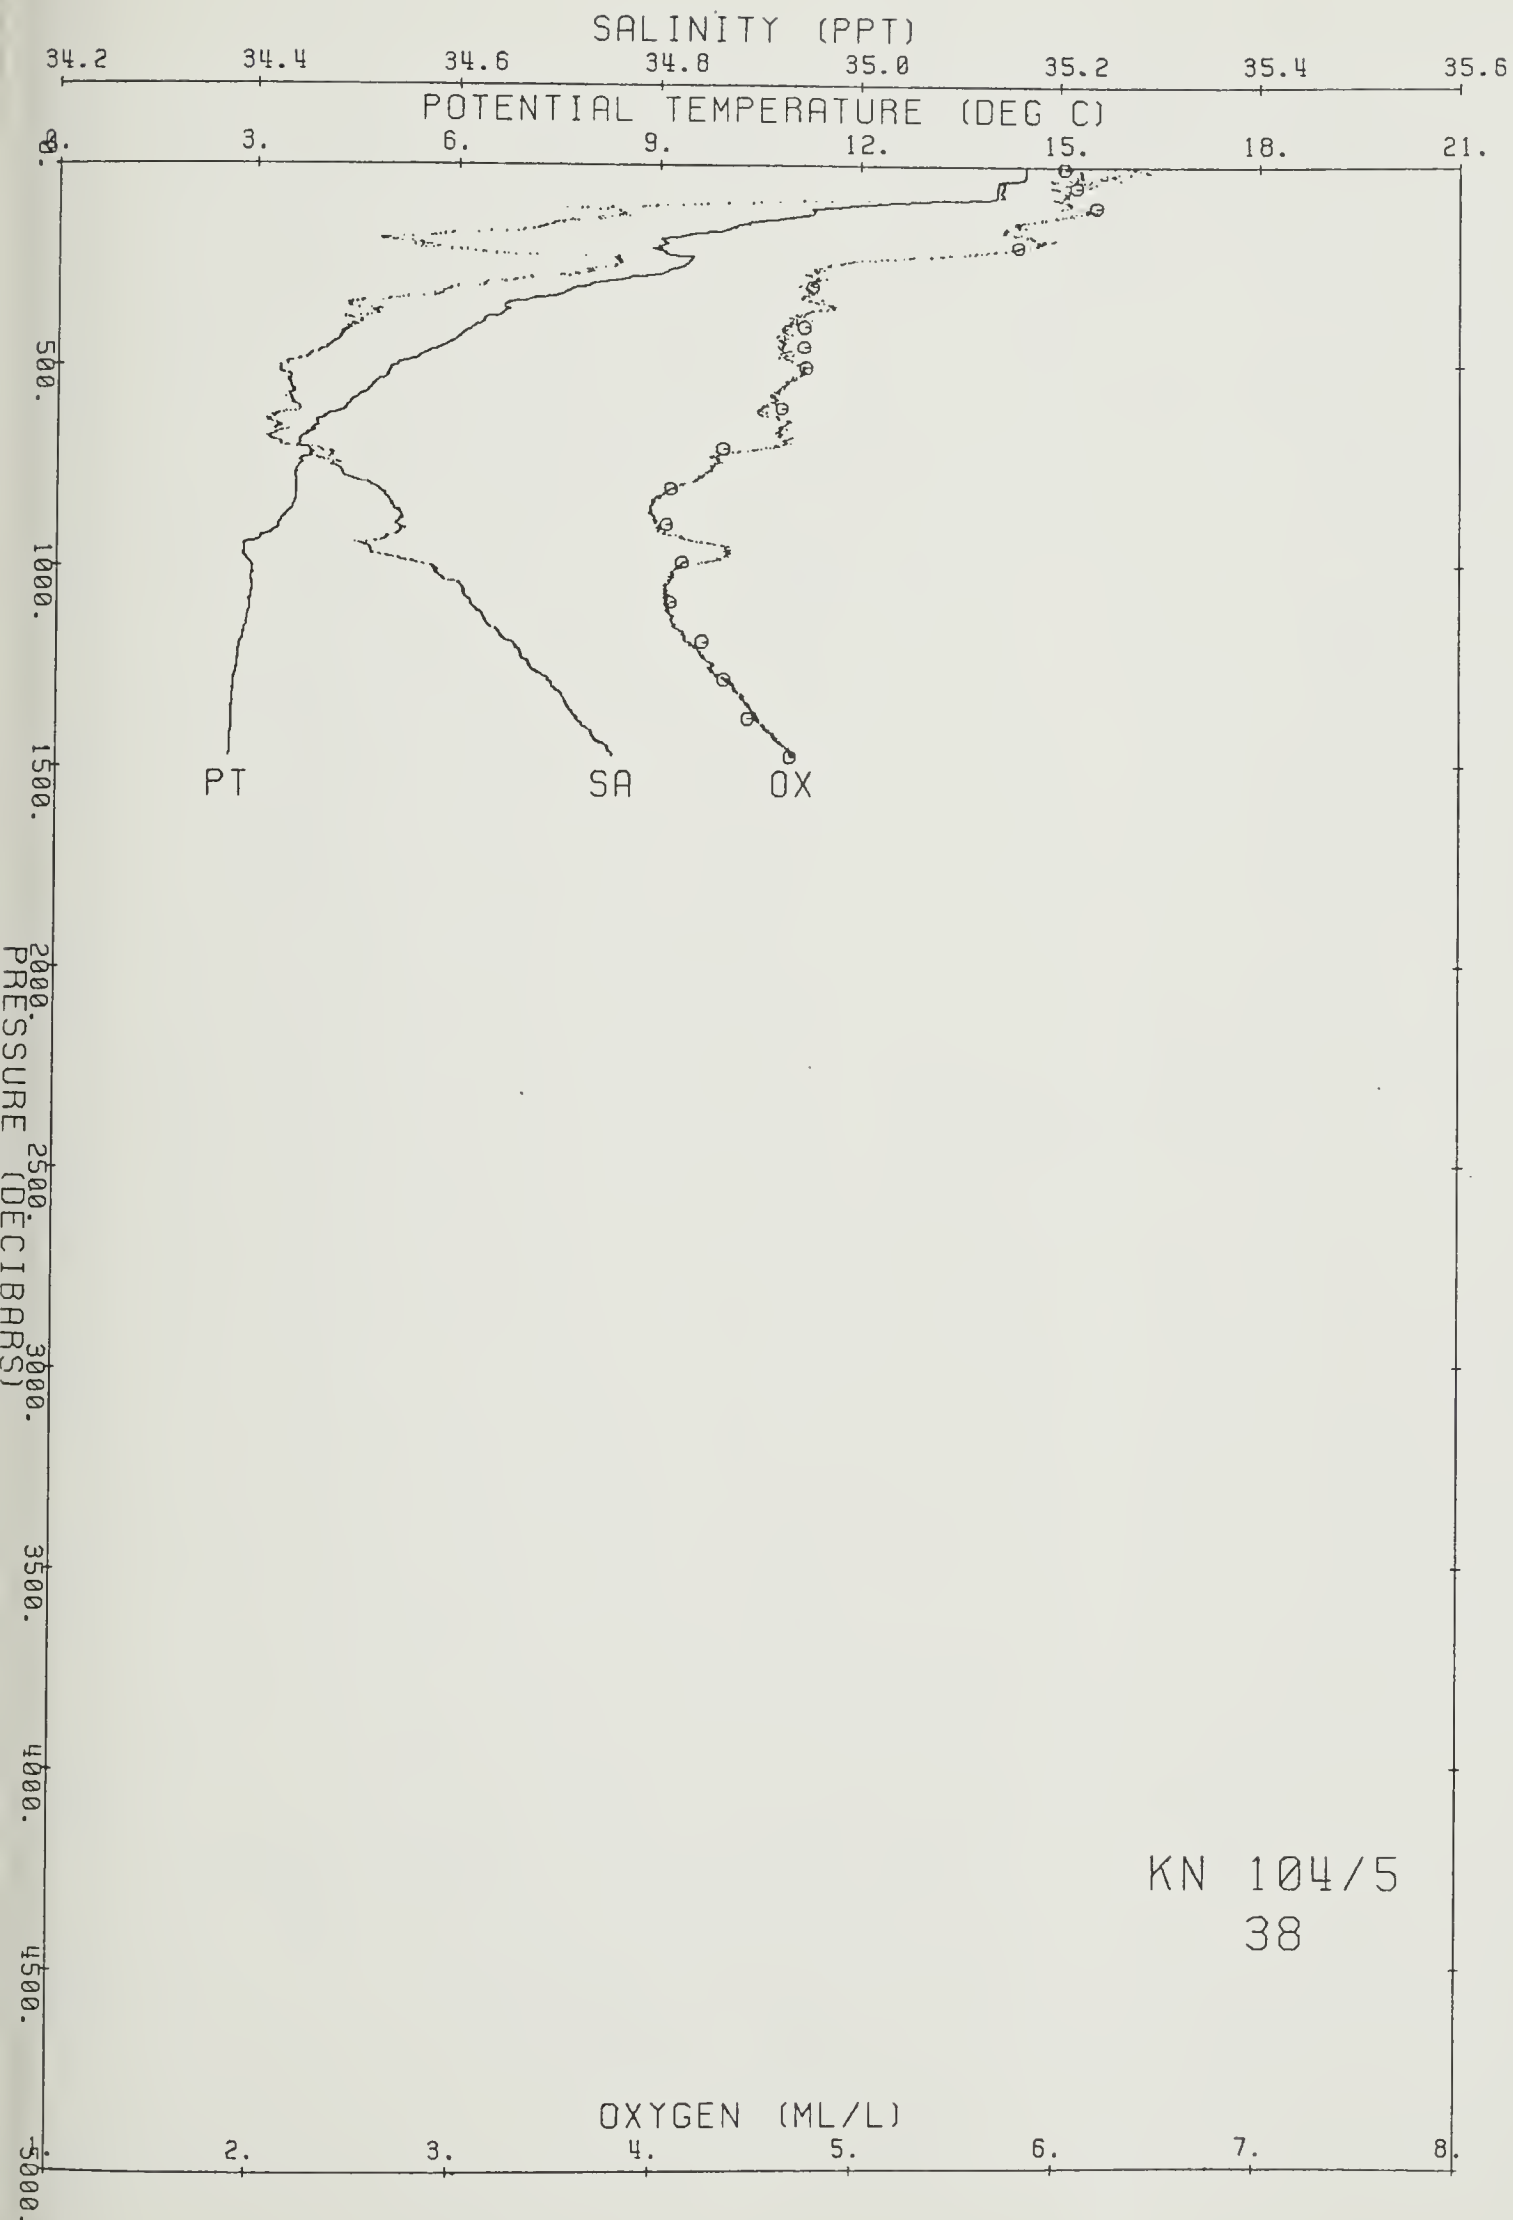 SALINITY (PPT)
34.2 34.4 34.6 34.8 35.0 35.2 35.4 35.6
POTENTIAL TEMPERATURE (DEG C)
0. 3. 6. 9. 12. 15. 18. 21.
0.
500.
1000.
1500.
2000.
2500.
3000.
3500.
4000.
4500.
5000.
PRESSURE (DECIBARS)
PT SA OX
KN 104/5
38
OXYGEN (ML/L)
2. 3. 4. 5. 6. 7. 8.